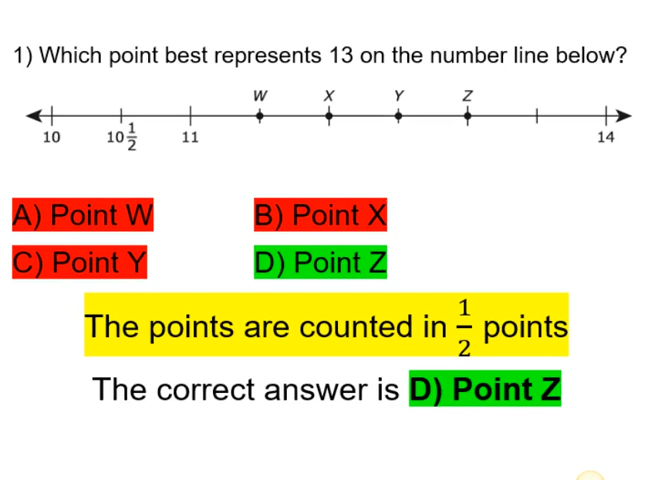 1) Which point best represents 13 on the number line below?
W X Y Z
10 10 1/2 11 14
A) Point W B) Point X
C) Point Y D) Point Z
The points are counted in 1/2 points
The correct answer is D) Point Z